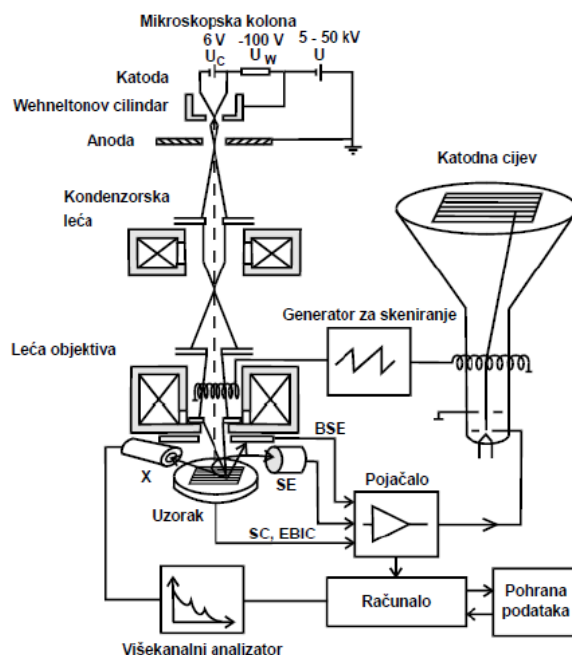 Mikroskopska kolona
6 V -100 V 5 - 50 kV
U_C U_W U
Katoda
Wehneltonov cilindar
Anoda
Katodna cijev
Kondenzorska
leća
Generator za skeniranje
Leća objektiva
BSE
X
SE
Pojačalo
Uzorak
SC, EBIC
Računalo
Pohrana
podataka
Višekanalni analizator